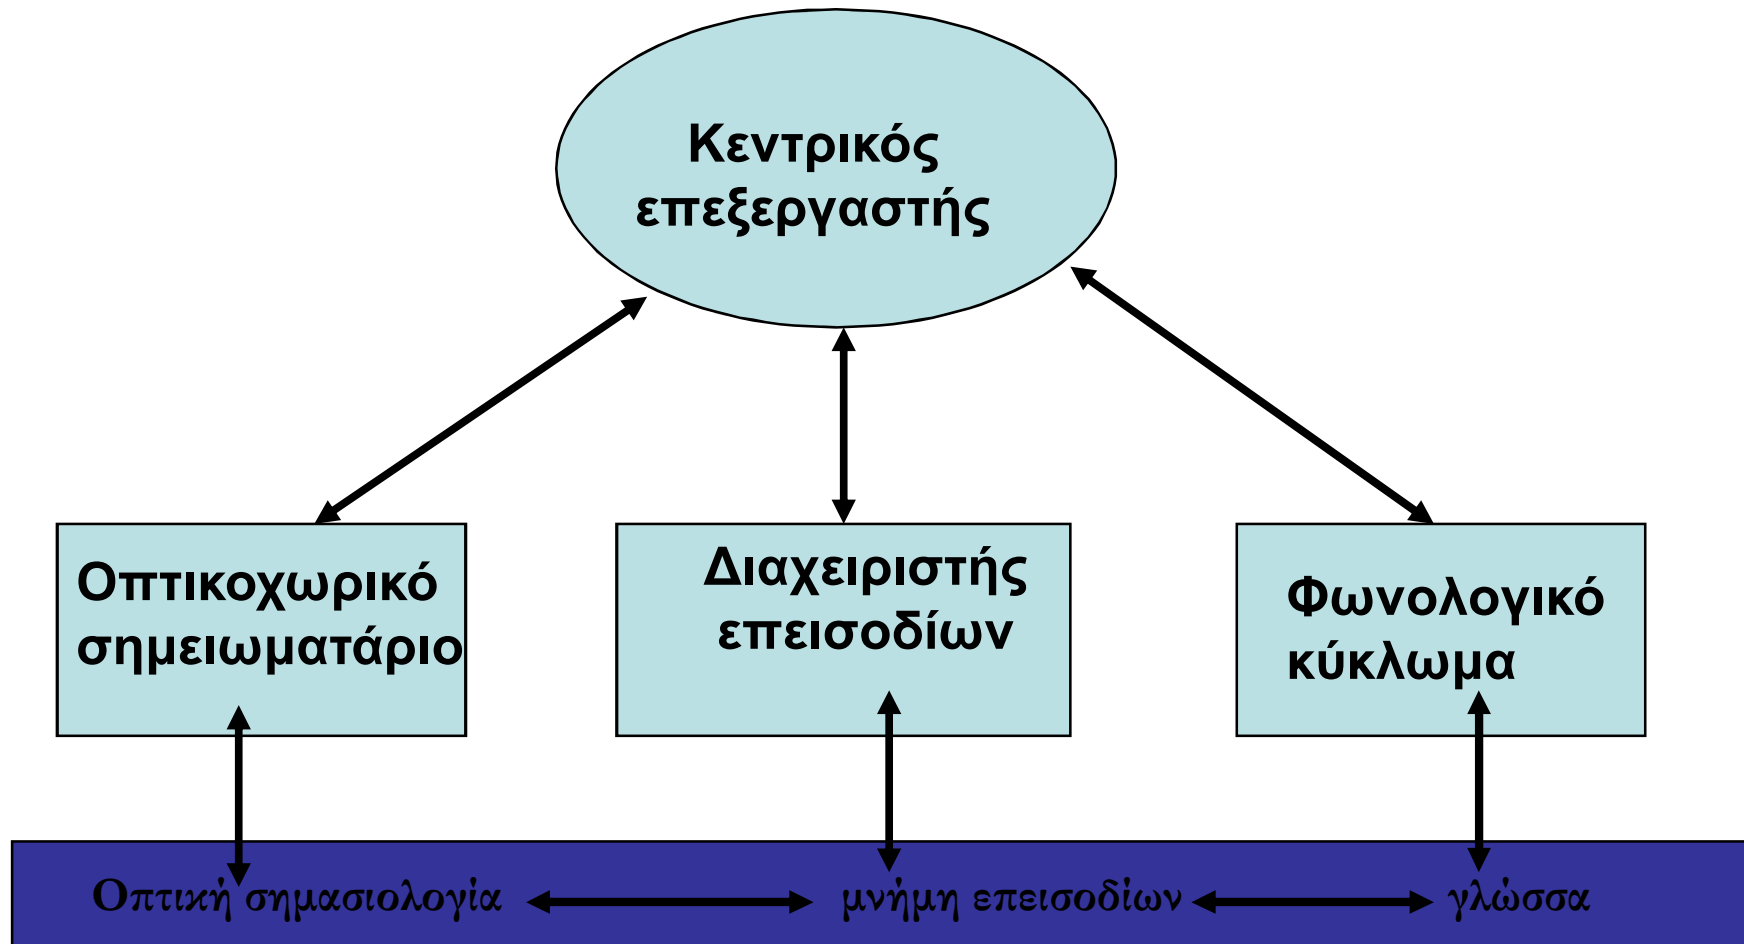 Κεντρικός
επεξεργαστής
Οπτικοχωρικό
σημειωματάριο
Διαχειριστής
επεισοδίων
Φωνολογικό
κύκλωμα
Οπτική σημασιολογία μνήμη επεισοδίων γλώσσα